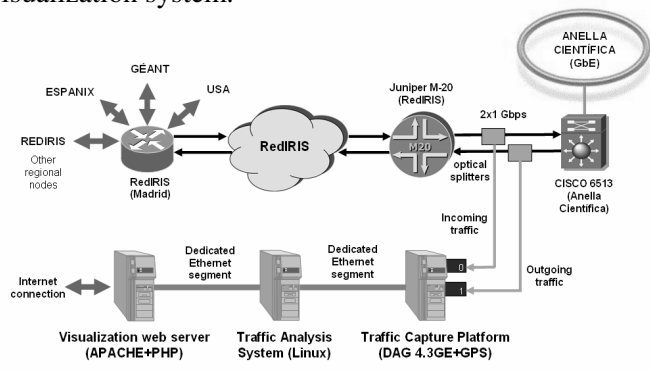 isualization system.
ANELLA
CIENTÍFICA
(GbE)
GÉANT
ESPANIX
USA
Juniper M-20
(RedIRIS)
2x1 Gbps
REDIRIS
Other
regional
nodes
RedIRIS
(Madrid)
RedIRIS
M20
optical
splitters
CISCO 6513
(Anella
Científica)
Incoming
traffic
Outgoing
traffic
Internet
connection
Dedicated
Ethernet
segment
Dedicated
Ethernet
segment
0
1
Visualization web server
(APACHE+PHP)
Traffic Analysis
System (Linux)
Traffic Capture Platform
(DAG 4.3GE+GPS)